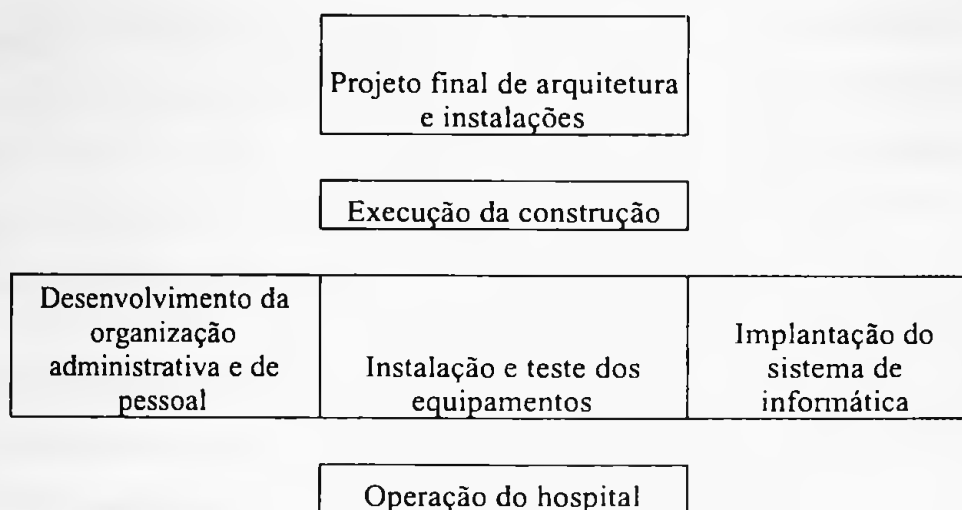 Projeto final de arquitetura
e instalações
Execução da construção
Desenvolvimento da
organização
administrativa e de
pessoal
Instalação e teste dos
equipamentos
Implantação do
sistema de
informática
Operação do hospital